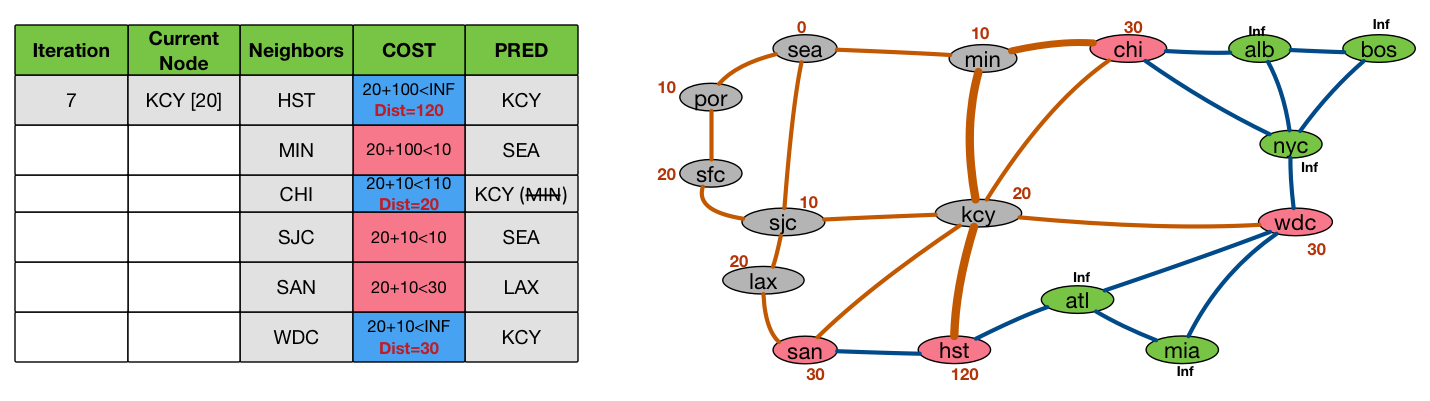 Iteration
Current
Node
Neighbors
COST
PRED
7
KCY [20]
HST
20+100<INF
Dist=120
KCY
MIN
20+100<10
SEA
CHI
20+10<110
Dist=20
KCY (MIN)
SJC
20+10<10
SEA
SAN
20+10<30
LAX
WDC
20+10<INF
Dist=30
KCY
0
sea
10
min
30
chi
Inf
alb
Inf
bos
10
por
nyc
Inf
20
sfc
10
sjc
20
kcy
wdc
30
20
lax
Inf
atl
san
30
hst
120
mia
Inf